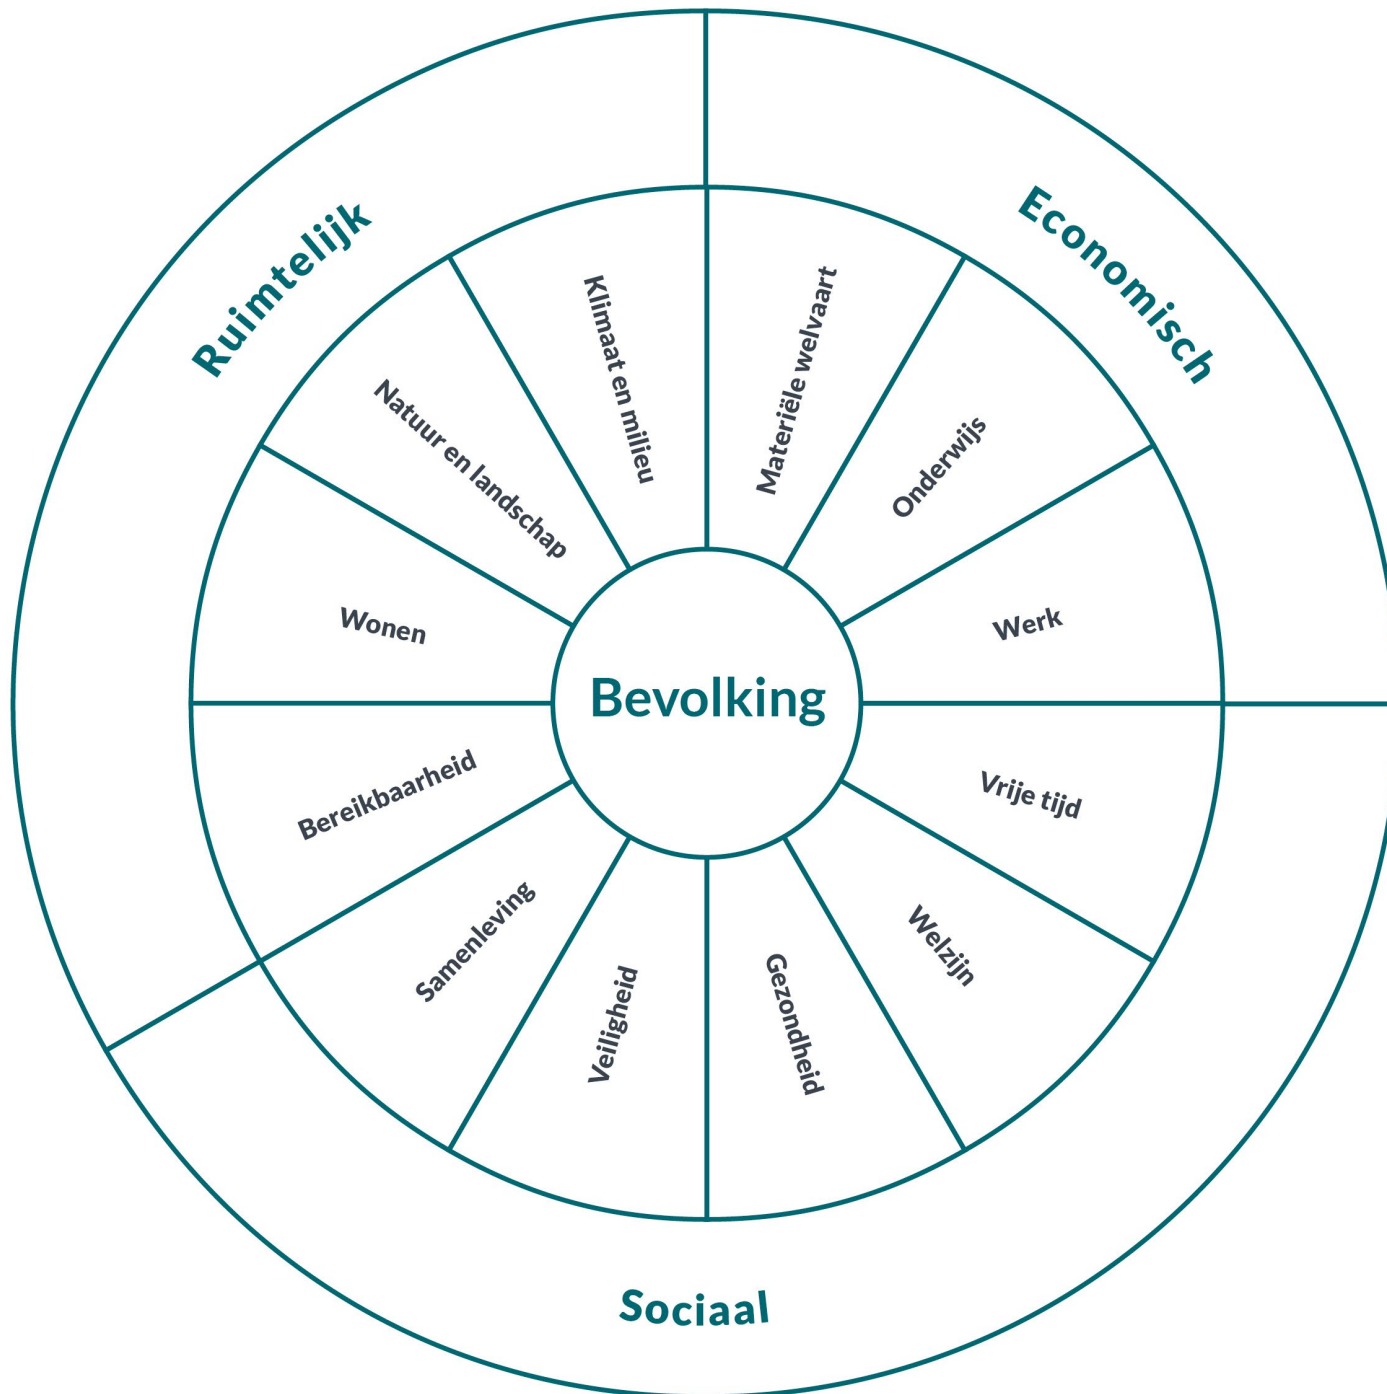 Ruimtelijk
Economisch
Klimaat en milieu
Materiële welvaart
Natuur en landschap
Onderwijs
Wonen
Werk
Bevolking
Bereikbaarheid
Vrije tijd
Samenleving
Welzijn
Veiligheid
Gezondheid
Sociaal